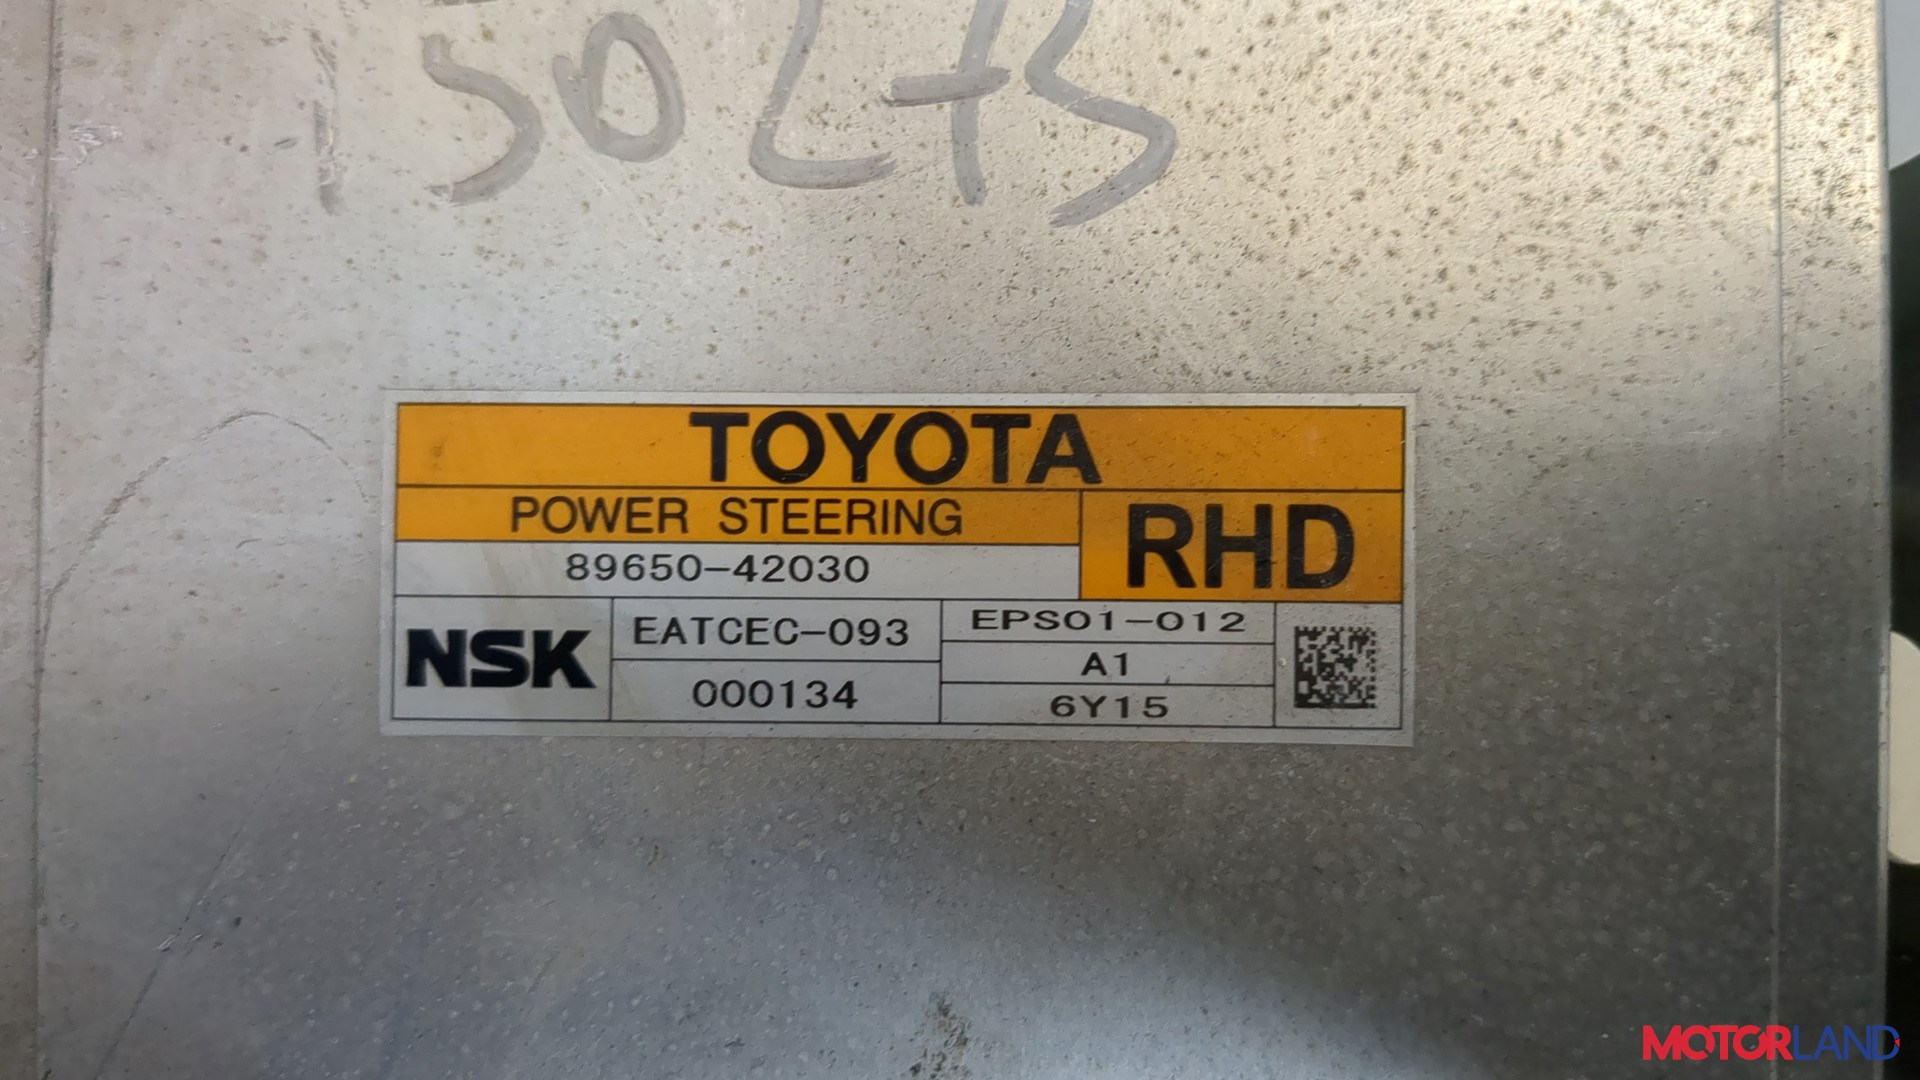 TOYOTA
POWER STEERING
RHD
89650-42030
NSK
EATCEC-093
000134
EPS01-012
A1
6Y15
MOTORLAND